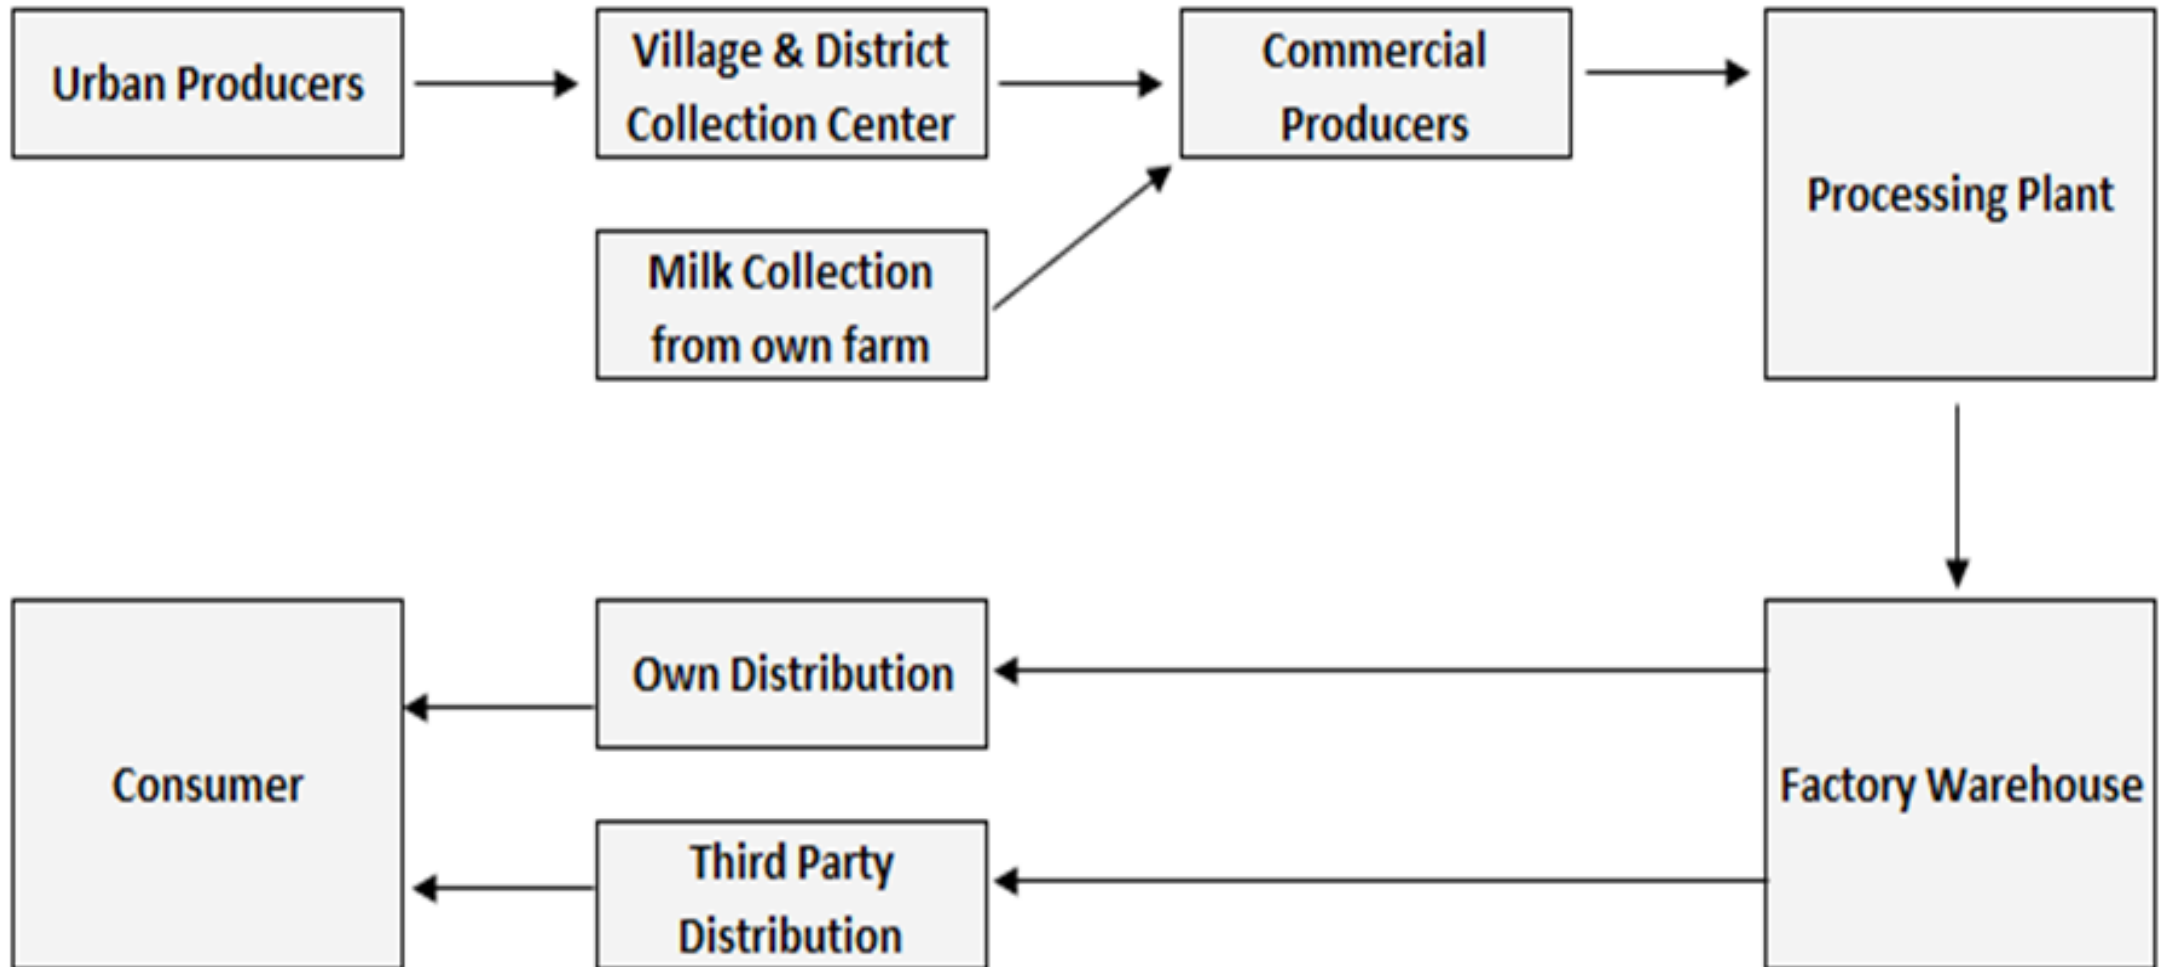 Urban Producers
Village & District
Collection Center
Commercial
Producers
Processing Plant
Milk Collection
from own farm
Own Distribution
Consumer
Factory Warehouse
Third Party
Distribution